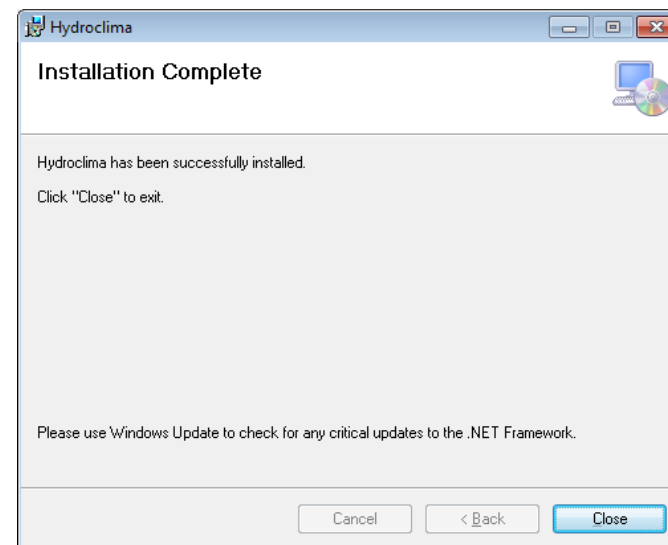 Hydroclima
Installation Complete
Hydroclima has been successfully installed.
Click "Close" to exit.
Please use Windows Update to check for any critical updates to the .NET Framework.
Cancel
< Back
Close